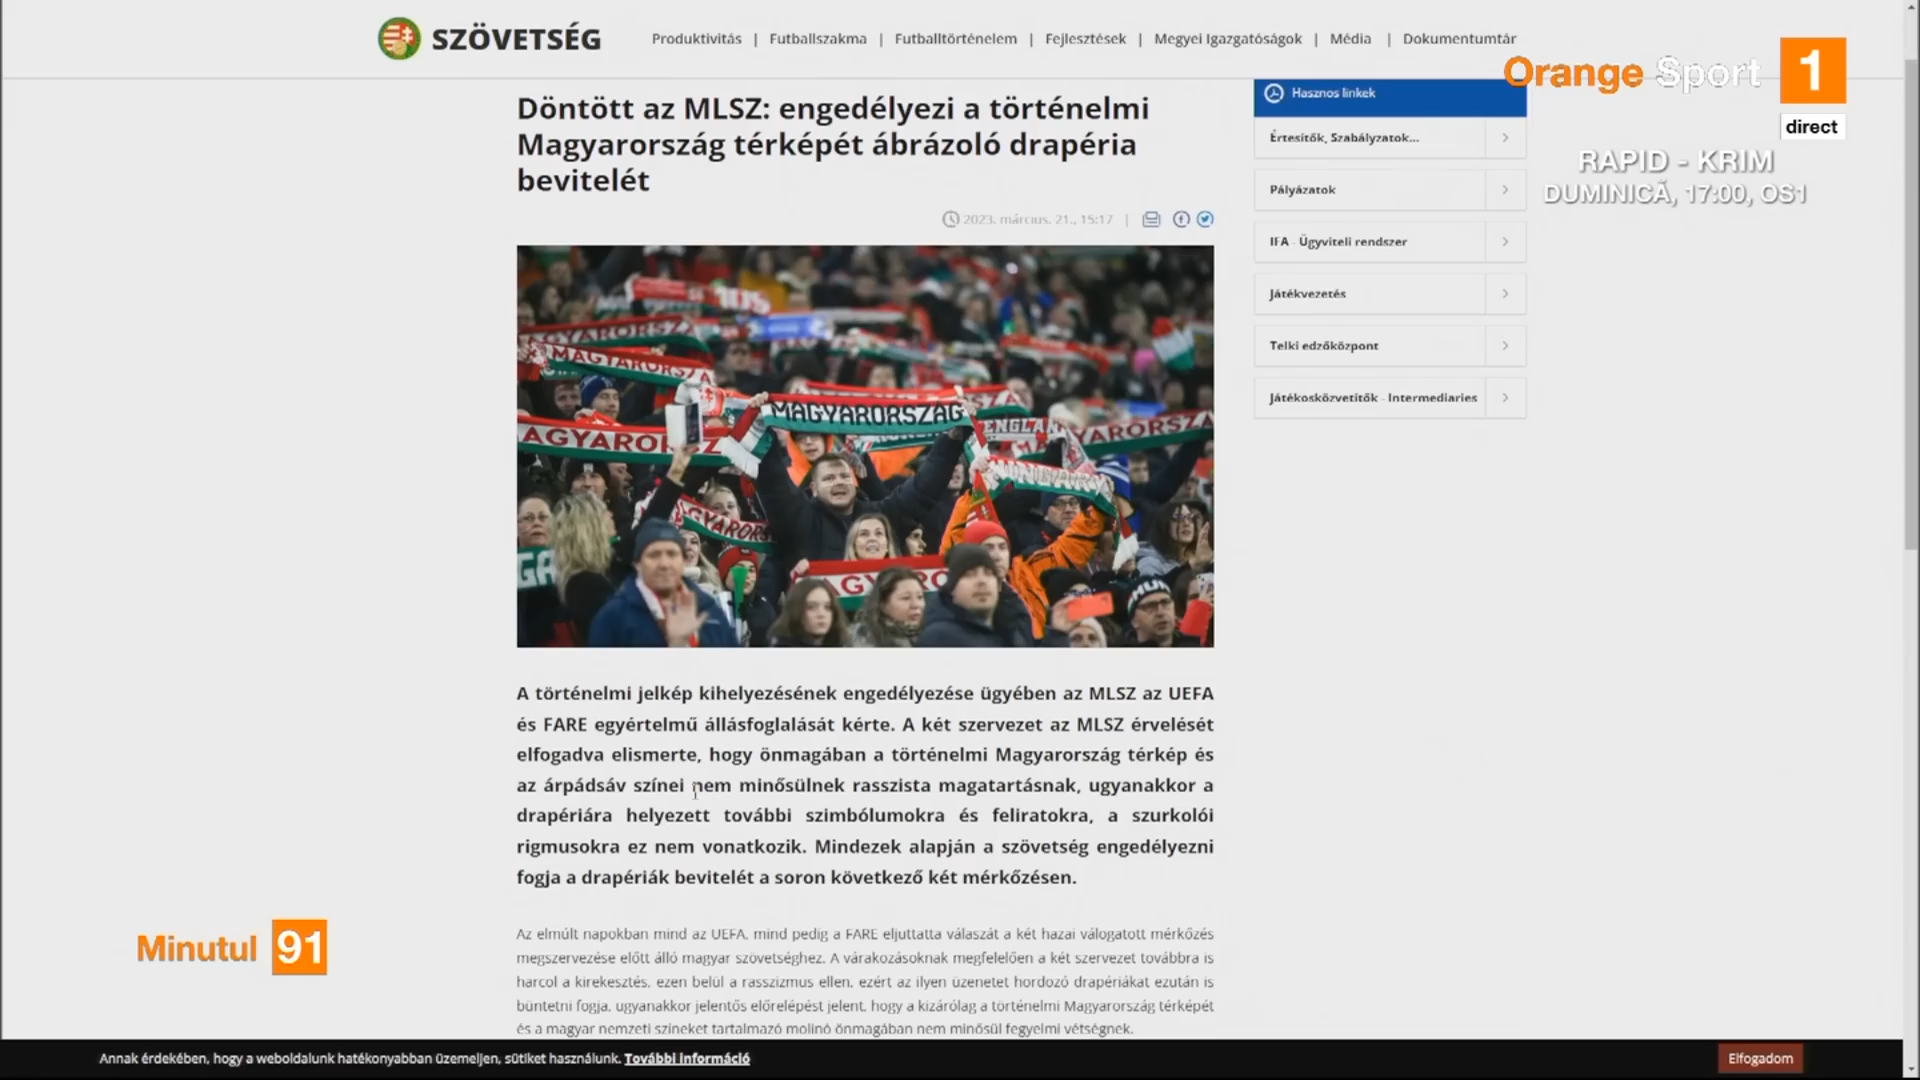 SZÖVETSÉG
Produktivitás | Futballszakma | Futballtörténelem | Fejlesztések | Megyei Igazgatóságok | Média | Dokumentumtár
Orange Sport 1
direct
RAPID - KRIM
DUMINICĂ, 17:00, OS1
Döntött az MLSZ: engedélyezi a történelmi
Magyarország térképét ábrázoló drapéria
bevitelét
2023. március. 21., 15:17 |
Hasznos linkek
Értesítők, Szabályzatok...
Pályázatok
IFA - Ügyviteli rendszer
Játékvezetés
Telki edzőközpont
Játékosközvetítők - Intermediaries
MAGYARORSZÁG
ENGLAN
A történelmi jelkép kihelyezésének engedélyezése ügyében az MLSZ az UEFA
és FARE egyértelmű állásfoglalását kérte. A két szervezet az MLSZ érvelését
elfogadva elismerte, hogy önmagában a történelmi Magyarország térkép és
az árpádsáv színei nem minősülnek rasszista magatartásnak, ugyanakkor a
drapériára helyezett további szimbólumokra és feliratokra, a szurkolói
rigmusokra ez nem vonatkozik. Mindezek alapján a szövetség engedélyezni
fogja a drapériák bevitelét a soron következő két mérkőzésen.
Az elmúlt napokban mind az UEFA, mind pedig a FARE eljuttatta válaszát a két hazai válogatott mérkőzés
megszervezése előtt álló magyar szövetséghez. A várakozásoknak megfelelően a két szervezet továbbra is
harcol a kirekesztés, ezen belül a rasszizmus ellen, ezért az ilyen üzenetet hordozó drapériákat ezután is
büntetni fogja, ugyanakkor jelentős előrelépést jelent, hogy a kizárólag a történelmi Magyarország térképét
és a magyar nemzeti színeket tartalmazó molinó önmagában nem minősül fegyelmi vétségnek.
Minutul 91
Annak érdekében, hogy a weboldalunk hatékonyabban üzemeljen, sütiket használunk. További információ
Elfogadom